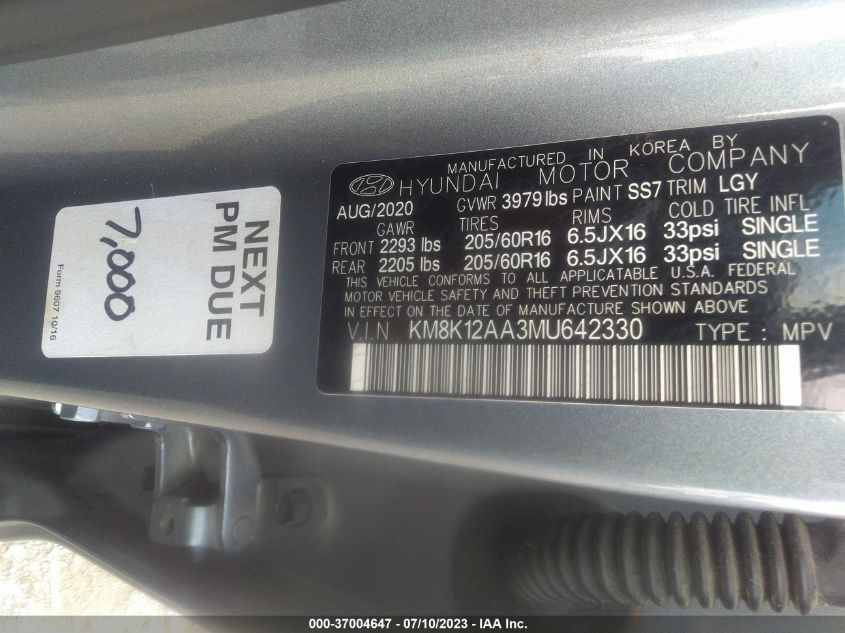 MANUFACTURED IN KOREA BY
HYUNDAI MOTOR COMPANY
AUG/2020 GVWR 3979 lbs PAINT SS7 TRIM LGY
GAWR TIRES RIMS COLD TIRE INFL
FRONT 2293 lbs 205/60R16 6.5JX16 33psi SINGLE
REAR 2205 lbs 205/60R16 6.5JX16 33psi SINGLE
THIS VEHICLE CONFORMS TO ALL APPLICATABLE U.S.A. FEDERAL
MOTOR VEHICLE SAFETY AND THEFT PREVENTION STANDARDS
IN EFFECT ON THE DATE OF MANUFACTURE SHOWN ABOVE
V.I.N KM8K12AA3MU642330 TYPE : MPV
NEXT
PM DUE
7,000
Form 9607 10/16
000-37004647 - 07/10/2023 - IAA Inc.